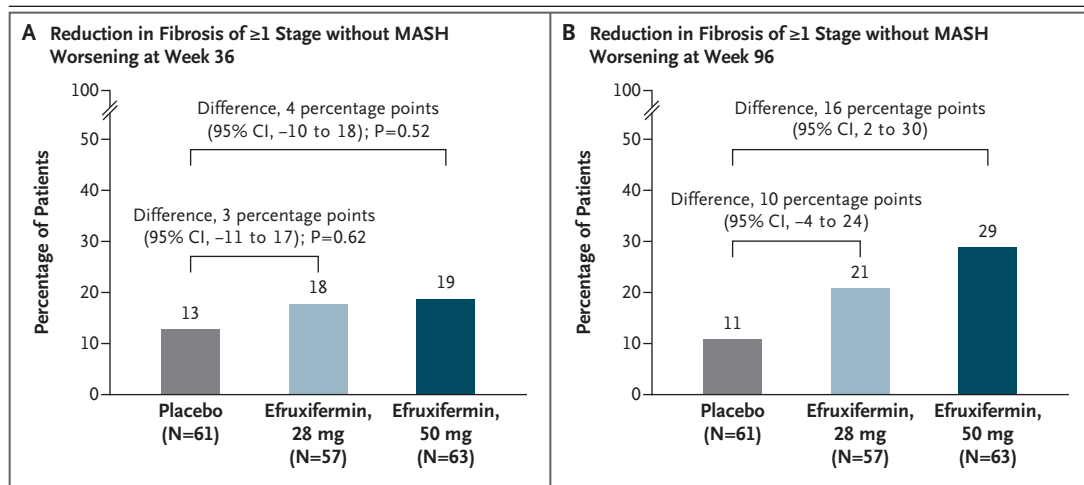 A Reduction in Fibrosis of ≥1 Stage without MASH
Worsening at Week 36
100
50
40
30
20
10
0
Percentage of Patients
Difference, 4 percentage points
(95% CI, –10 to 18); P=0.52
Difference, 3 percentage points
(95% CI, –11 to 17); P=0.62
13
18
19
Placebo
(N=61)
Efruxifermin,
28 mg
(N=57)
Efruxifermin,
50 mg
(N=63)
B Reduction in Fibrosis of ≥1 Stage without MASH
Worsening at Week 96
100
50
40
30
20
10
0
Percentage of Patients
Difference, 16 percentage points
(95% CI, 2 to 30)
Difference, 10 percentage points
(95% CI, –4 to 24)
11
21
29
Placebo
(N=61)
Efruxifermin,
28 mg
(N=57)
Efruxifermin,
50 mg
(N=63)